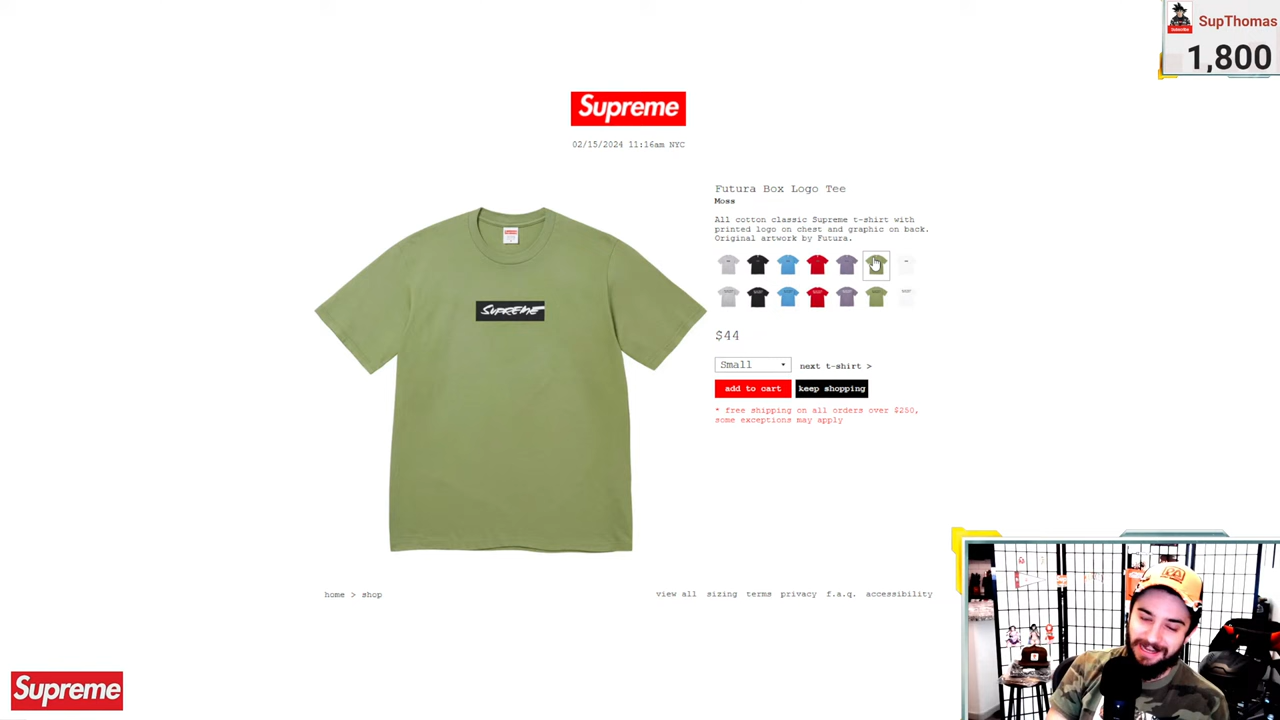 SupThomas
Subscribe
1,800
Supreme
02/15/2024 11:16am NYC
Futura Box Logo Tee
Moss
All cotton classic Supreme t-shirt with
printed logo on chest and graphic on back.
Original artwork by Futura.
SUPREME
$44
Small
next t-shirt >
add to cart
keep shopping
* free shipping on all orders over $250,
some exceptions may apply
home > shop
view all sizing terms privacy f.a.q. accessibility
Supreme